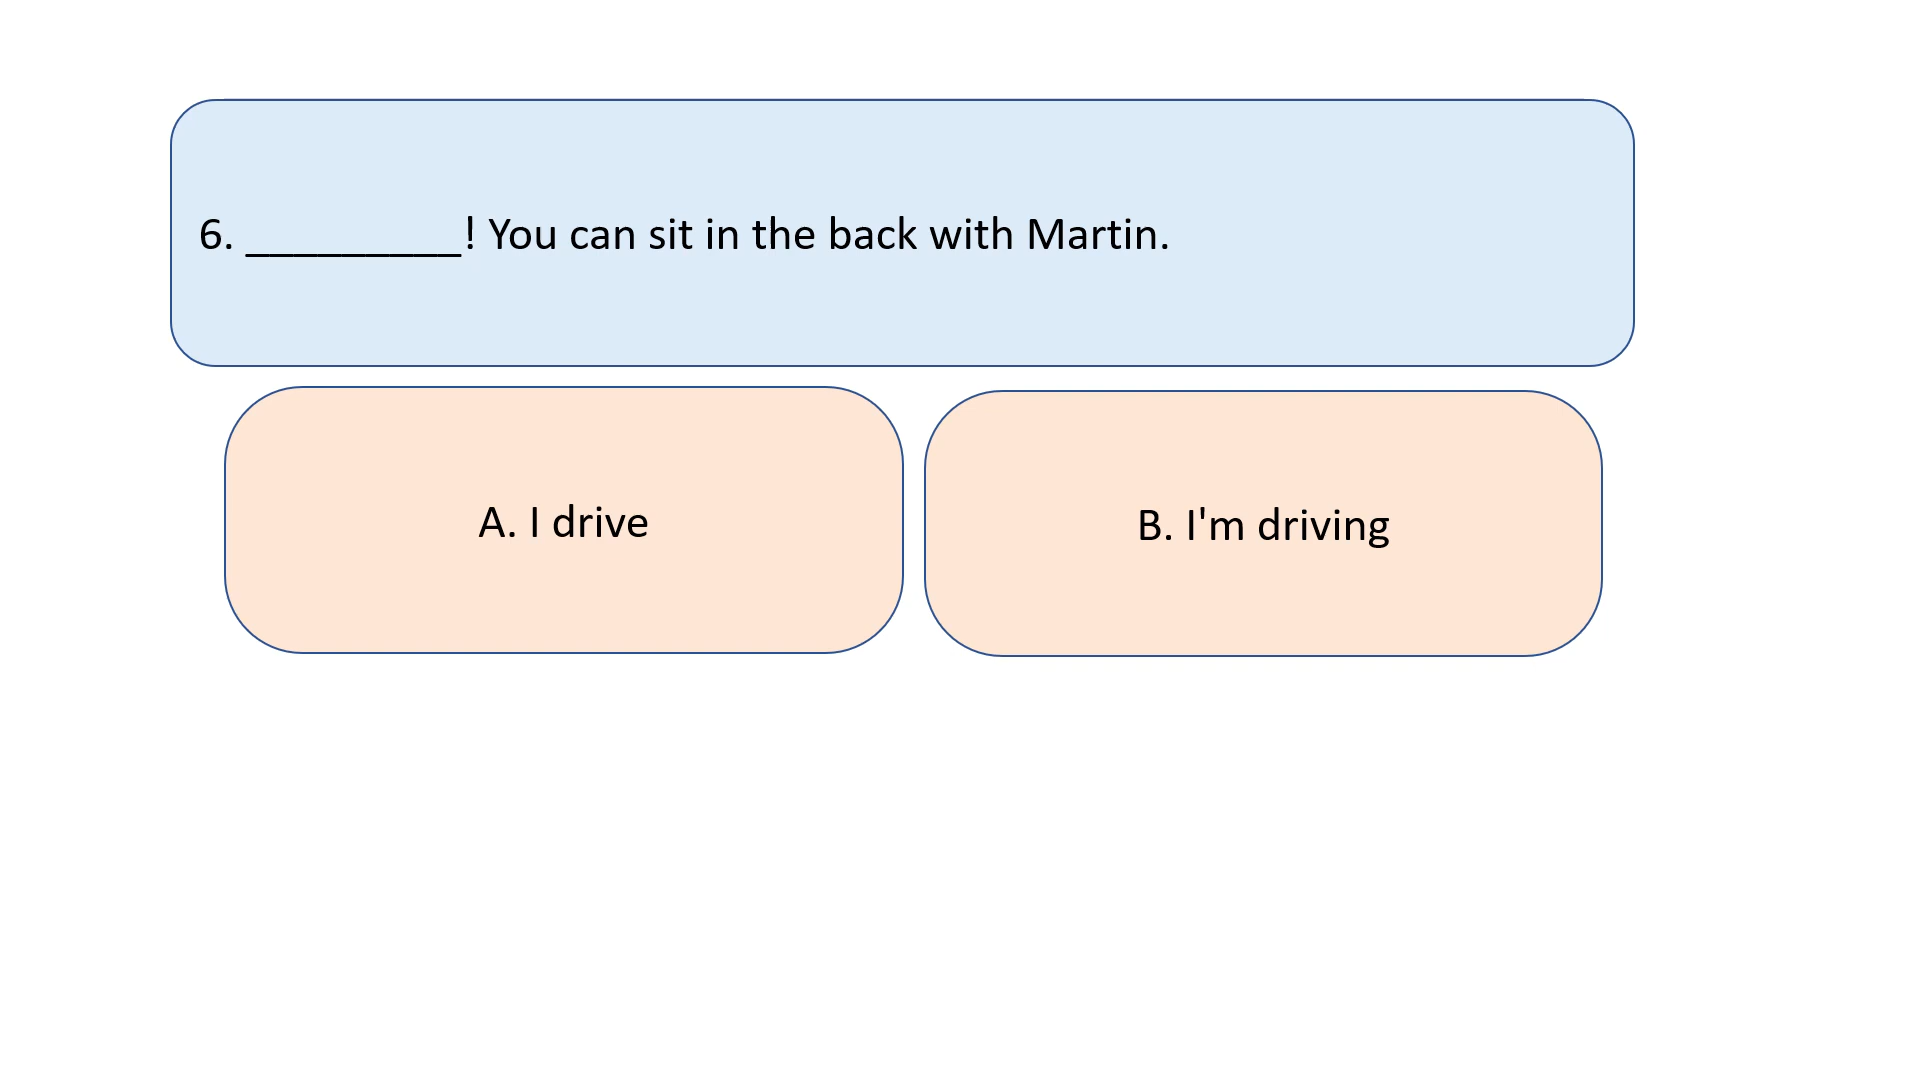 6. _________! You can sit in the back with Martin.
A. I drive
B. I'm driving